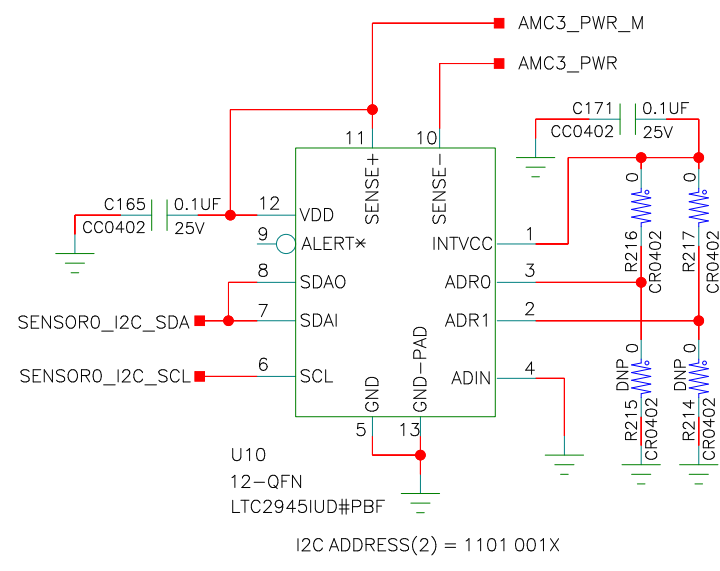 AMC3_PWR_M
AMC3_PWR
C171 0.1UF
CC0402 25V
11 10
SENSE+ SENSE-
C165 0.1UF
CC0402 25V
12 VDD
9 ALERT*
8 SDAO
7 SDAI
6 SCL
SENSOR0_I2C_SDA
SENSOR0_I2C_SCL
INTVCC 1
ADR0 3
ADR1 2
ADIN 4
GND GND-PAD
5 13
0 0
R216 CR0402
R217 CR0402
DNP 0 DNP 0
R215 CR0402
R214 CR0402
U10
12-QFN
LTC2945IUD#PBF
I2C ADDRESS(2) = 1101 001X